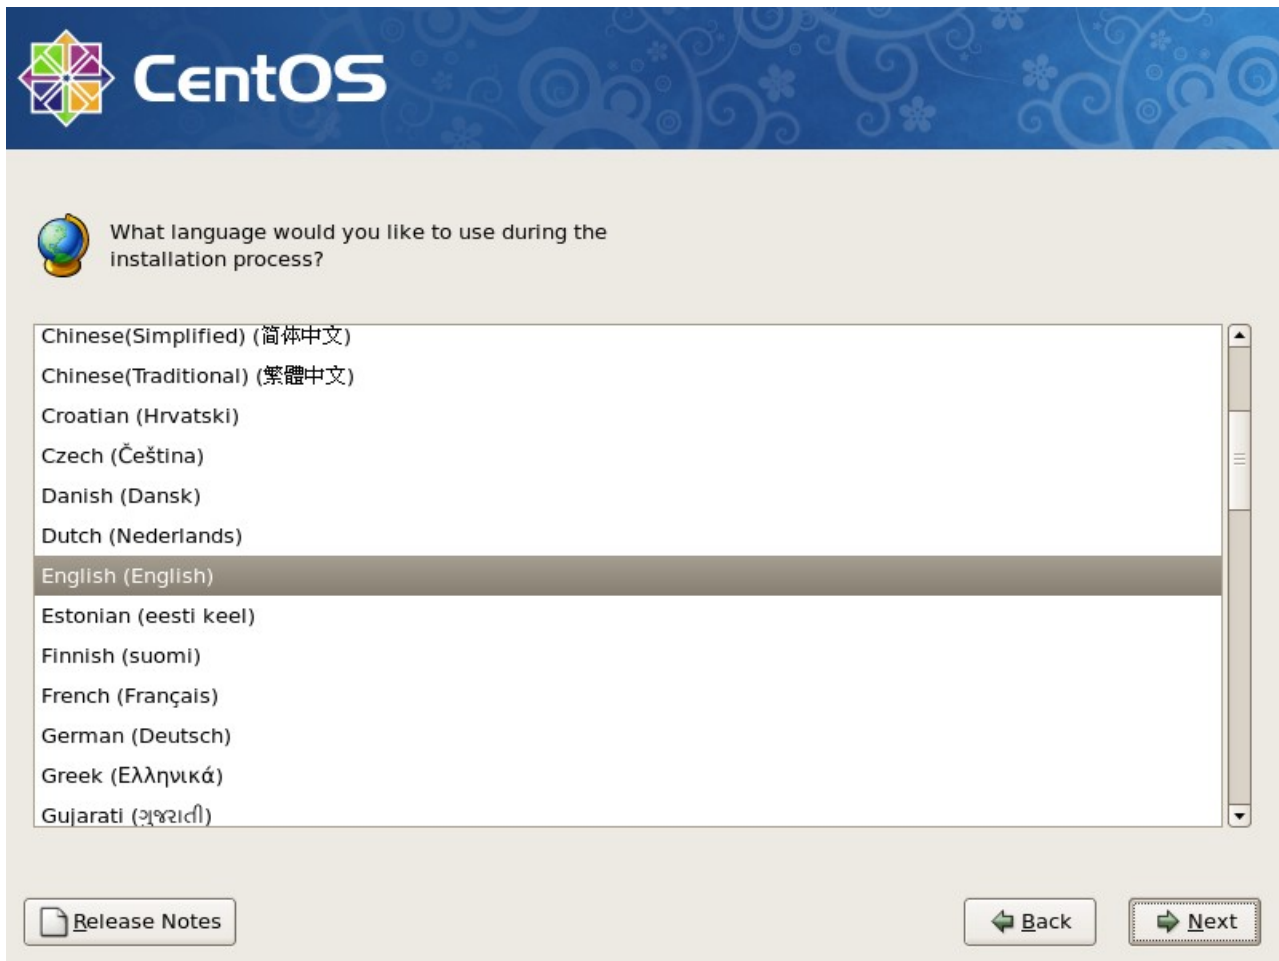 CentOS
What language would you like to use during the
installation process?
Chinese(Simplified) (简体中文)
Chinese(Traditional) (繁體中文)
Croatian (Hrvatski)
Czech (Čeština)
Danish (Dansk)
Dutch (Nederlands)
English (English)
Estonian (eesti keel)
Finnish (suomi)
French (Français)
German (Deutsch)
Greek (Ελληνικά)
Gujarati (ગુજરાતી)
Release Notes
Back
Next